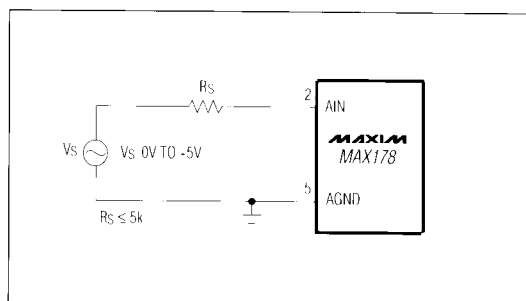 RS
2
AIN
MAXIM
MAX178
VS
VS 0V TO -5V
5
AGND
RS ≤ 5k